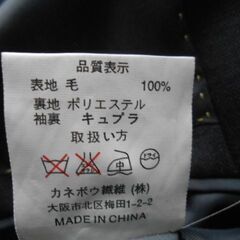 品質表示
表地 毛 100%
裏地 ポリエステル
袖裏 キュプラ
取扱い方
カネボウ繊維 (株)
大阪市北区梅田1-2-2
MADE IN CHINA